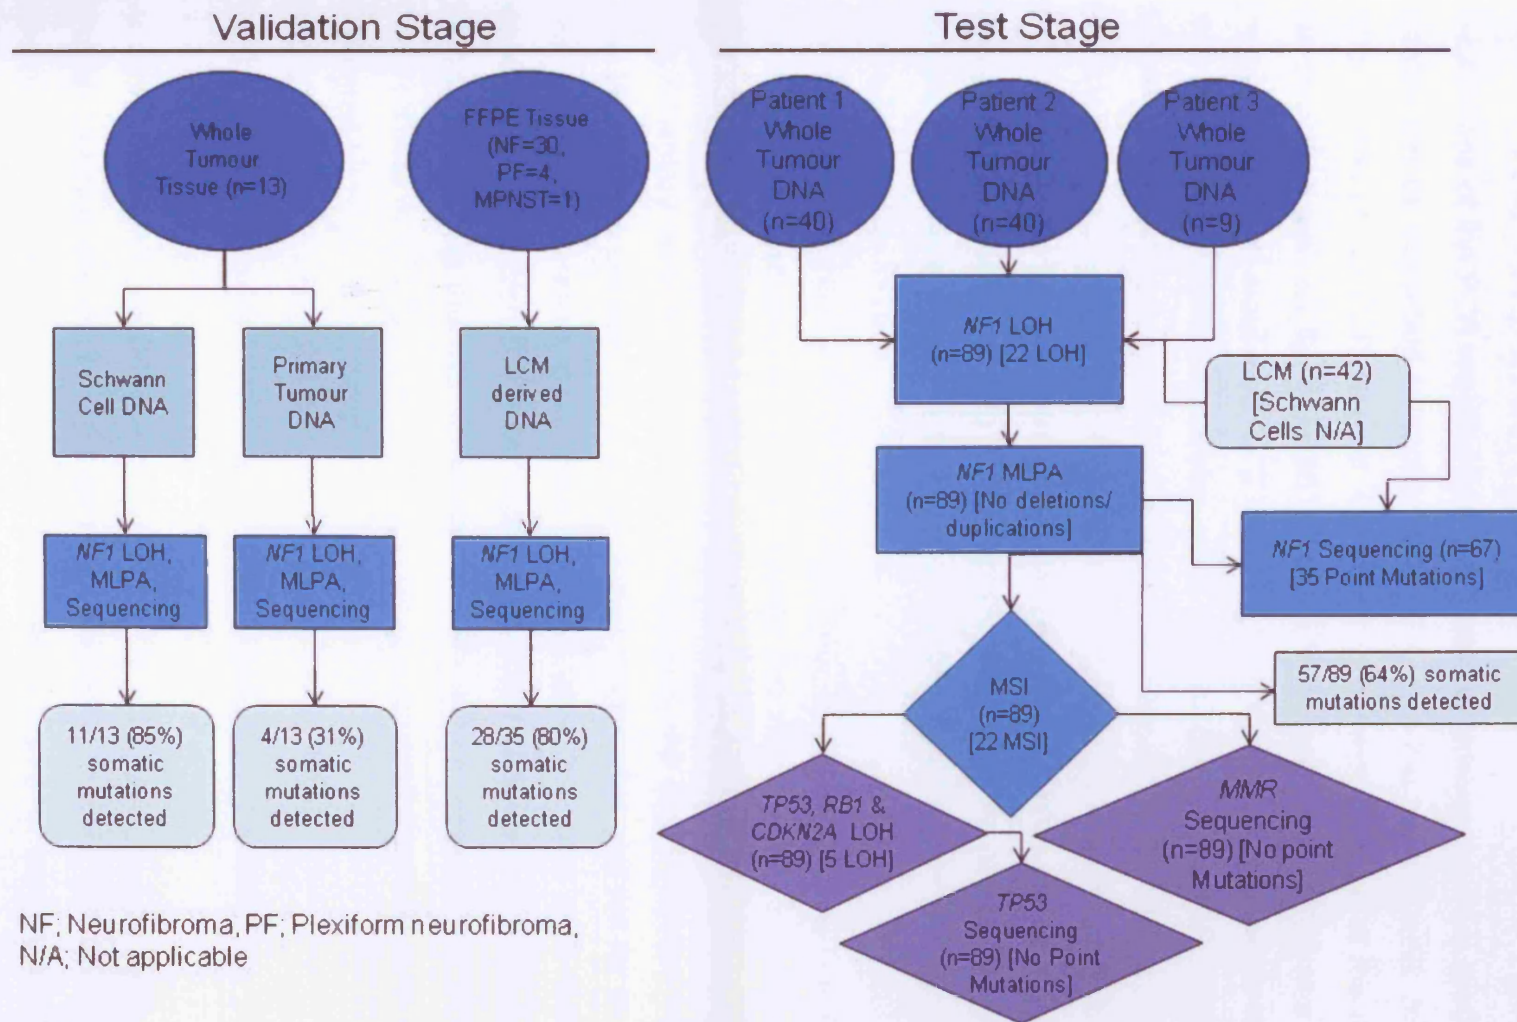 Validation Stage
Whole
Tumour
Tissue (n=13)
FFPE Tissue
(NF=30,
PF=4,
MPNST=1)
Schwann
Cell DNA
Primary
Tumour
DNA
LCM
derived
DNA
NF1 LOH,
MLPA,
Sequencing
NF1 LOH,
MLPA,
Sequencing
NF1 LOH,
MLPA,
Sequencing
11/13 (85%)
somatic
mutations
detected
4/13 (31%)
somatic
mutations
detected
28/35 (80%)
somatic
mutations
detected
NF; Neurofibroma, PF; Plexiform neurofibroma,
N/A; Not applicable
Test Stage
Patient 1
Whole
Tumour
DNA
(n=40)
Patient 2
Whole
Tumour
DNA
(n=40)
Patient 3
Whole
Tumour
DNA
(n=9)
NF1 LOH
(n=89) [22 LOH]
LCM (n=42)
[Schwann
Cells N/A]
NF1 MLPA
(n=89) [No deletions/
duplications]
NF1 Sequencing (n=67)
[35 Point Mutations]
MSI
(n=89)
[22 MSI]
57/89 (64%) somatic
mutations detected
TP53, RB1 &
CDKN2A LOH
(n=89) [5 LOH]
MMR
Sequencing
(n=89) [No point
Mutations]
TP53
Sequencing
(n=89) [No Point
Mutations]